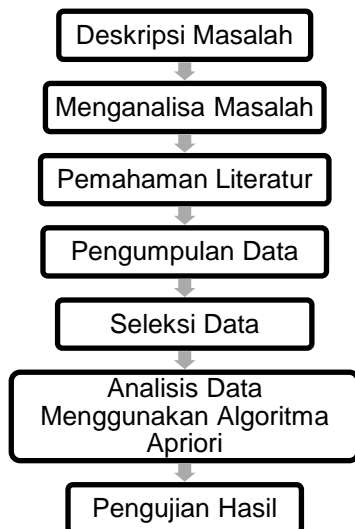 Deskripsi Masalah
Menganalisa Masalah
Pemahaman Literatur
Pengumpulan Data
Seleksi Data
Analisis Data
Menggunakan Algoritma
Apriori
Pengujian Hasil